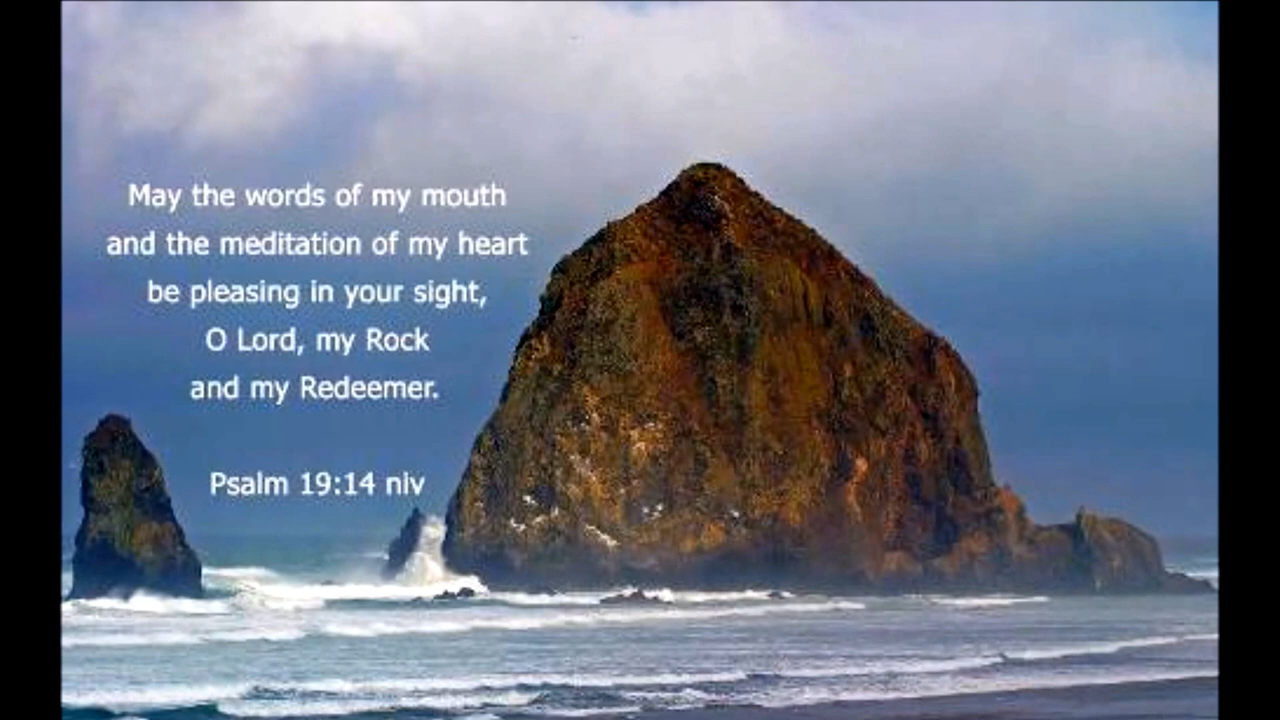 May the words of my mouth
and the meditation of my heart
be pleasing in your sight,
O Lord, my Rock
and my Redeemer.
Psalm 19:14 niv